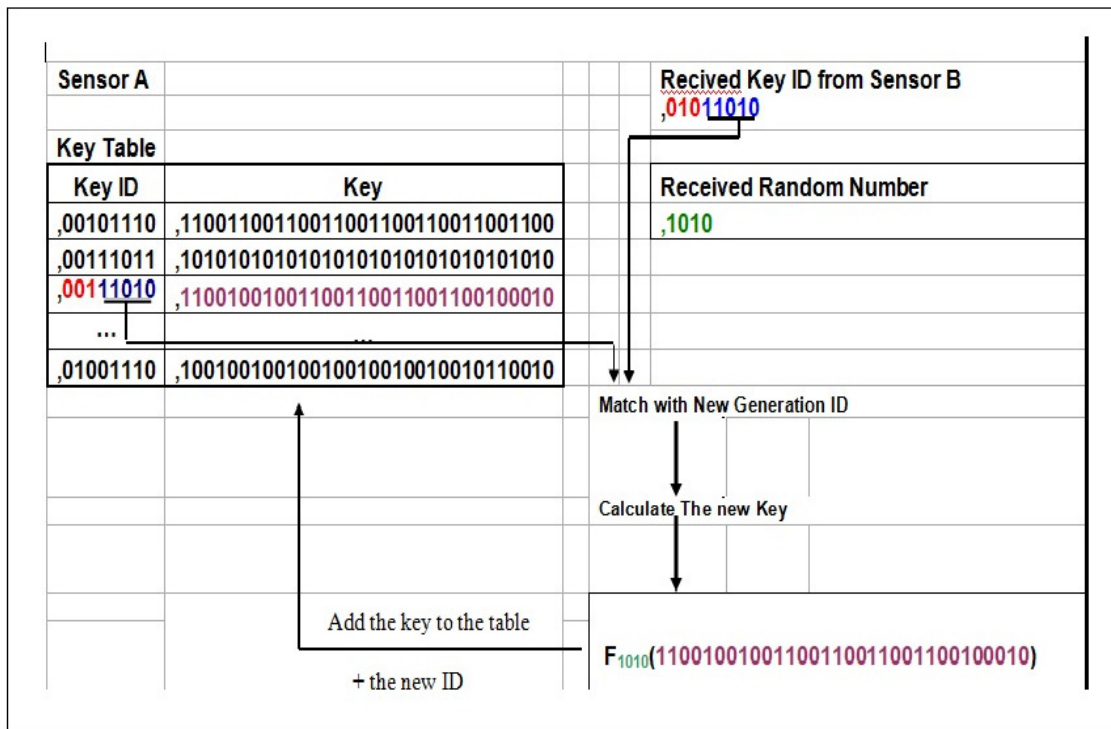 Sensor A
Recived Key ID from Sensor B
,01011010
Key Table
Key ID Key
Received Random Number
,00101110 ,11001100110011001100110011001100
,1010
,00111011 ,10101010101010101010101010101010
,00111010 ,11001001001100110011001100100010
... ...
,01001110 ,10010010010010010010010010110010
Match with New Generation ID
Calculate The new Key
Add the key to the table
F1010(11001001001100110011001100100010)
+ the new ID